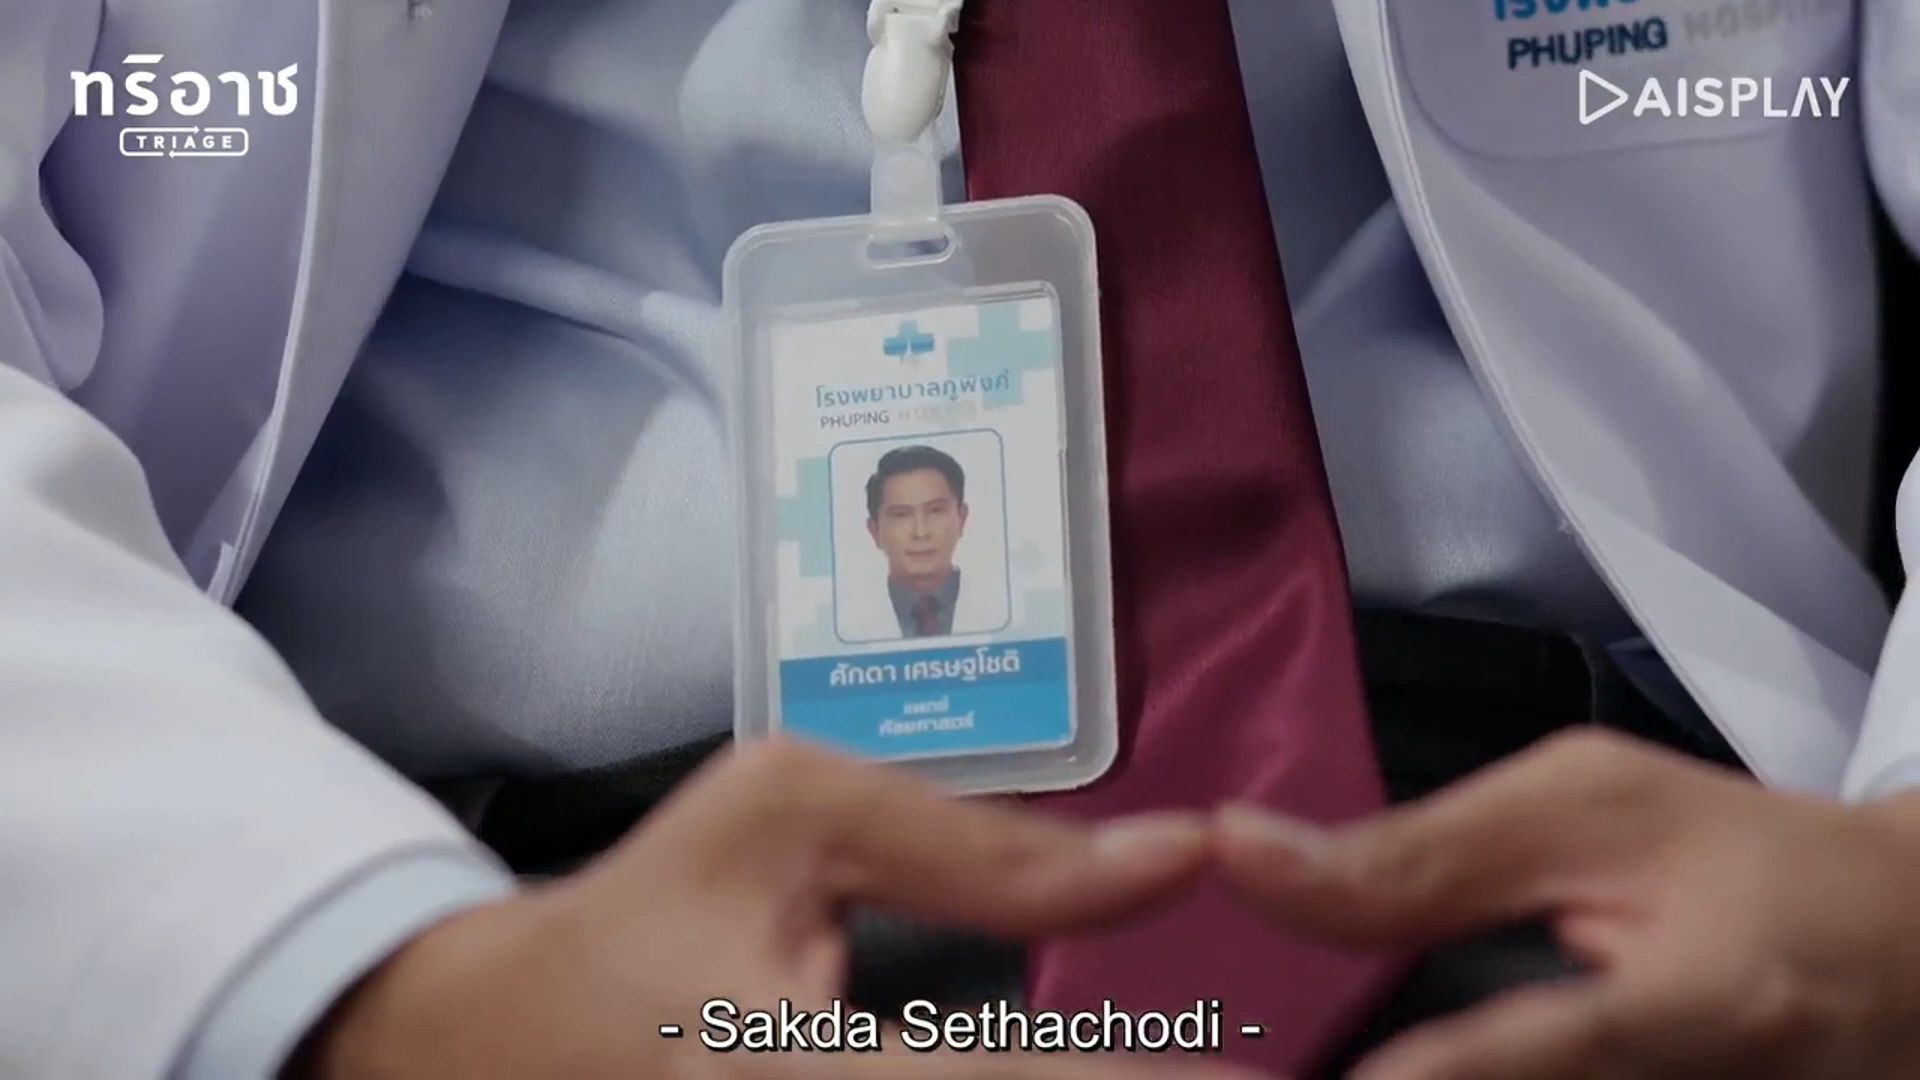 ทริอาช
TRIAGE
PHUPING HOSPITAL
AISPLAY
โรงพยาบาลภูพิงค์
PHUPING HOSPITAL
ศักดา เศรษฐโชติ
แพทย์
ศัลยศาสตร์
- Sakda Sethachodi -